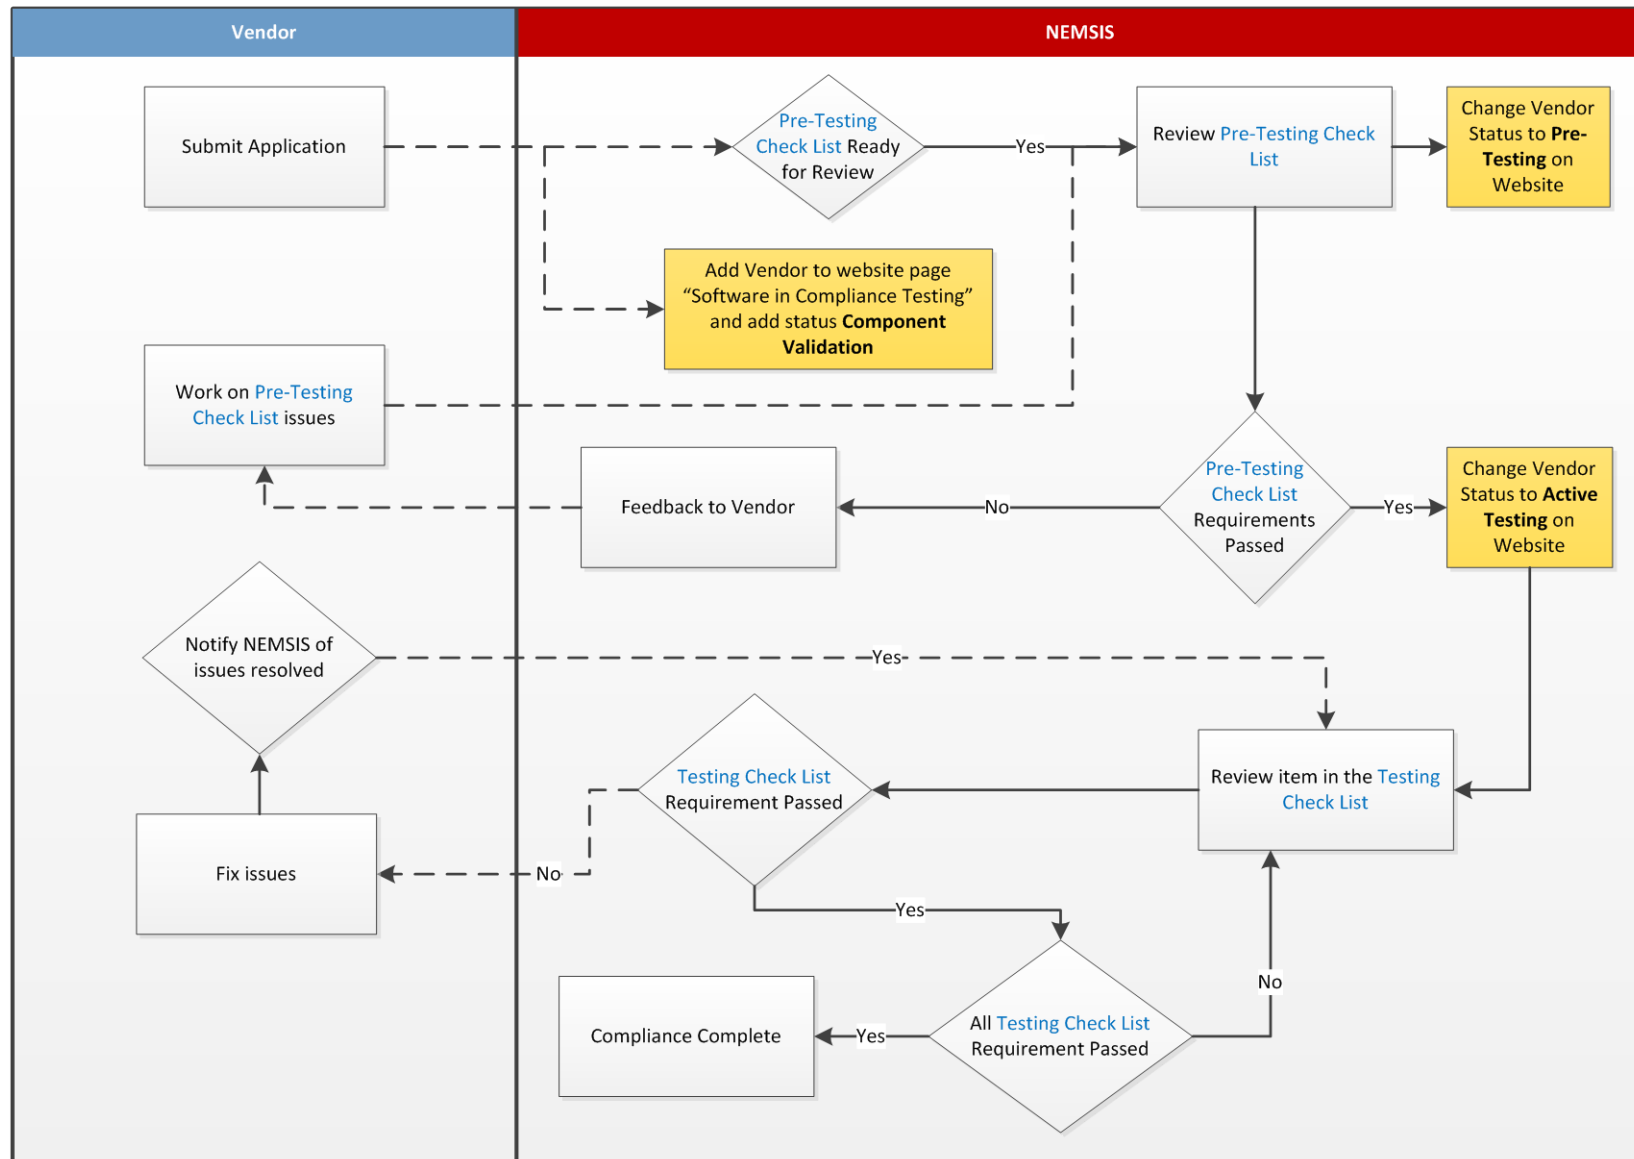 Vendor
NEMSIS
Submit Application
Pre-Testing
Check List Ready
for Review
Yes
Review Pre-Testing Check
List
Change Vendor
Status to Pre-
Testing on
Website
Add Vendor to website page
“Software in Compliance Testing”
and add status Component
Validation
Work on Pre-Testing
Check List issues
Feedback to Vendor
No
Pre-Testing
Check List
Requirements
Passed
Yes
Change Vendor
Status to Active
Testing on
Website
Notify NEMSIS of
issues resolved
Yes
Testing Check List
Requirement Passed
Review item in the Testing
Check List
Fix issues
No
Yes
No
Compliance Complete
Yes
All Testing Check List
Requirement Passed